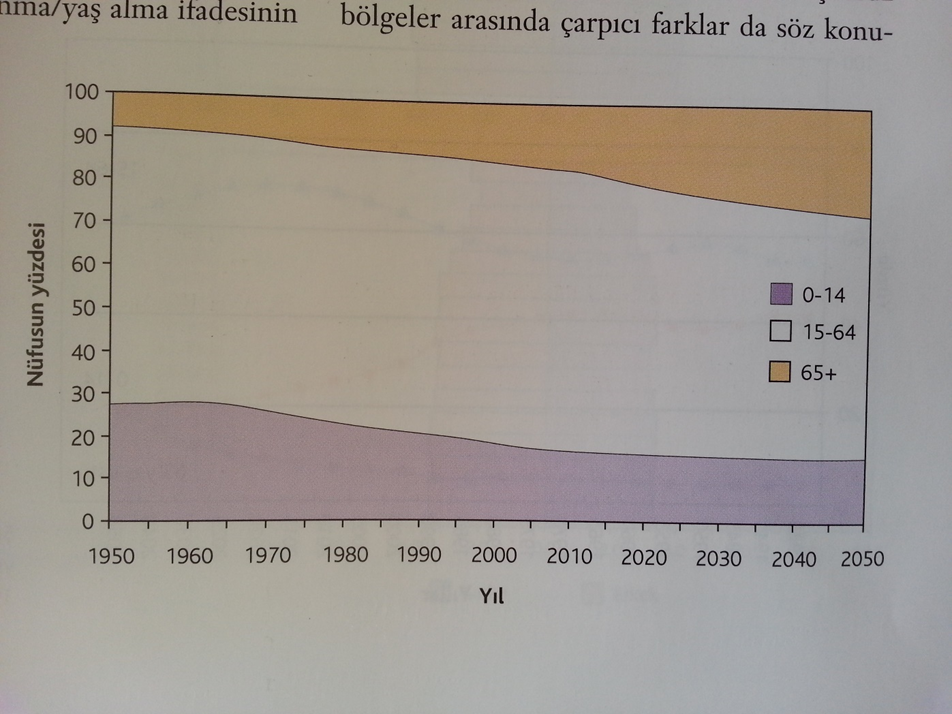 alma ifadesinin
bölgeler arasında çarpıcı farklar da söz konu-
Nüfusun yüzdesi
100
90
80
70
60
50
40
30
20
10
0
0-14
15-64
65+
1950 1960 1970 1980 1990 2000 2010 2020 2030 2040 2050
Yıl